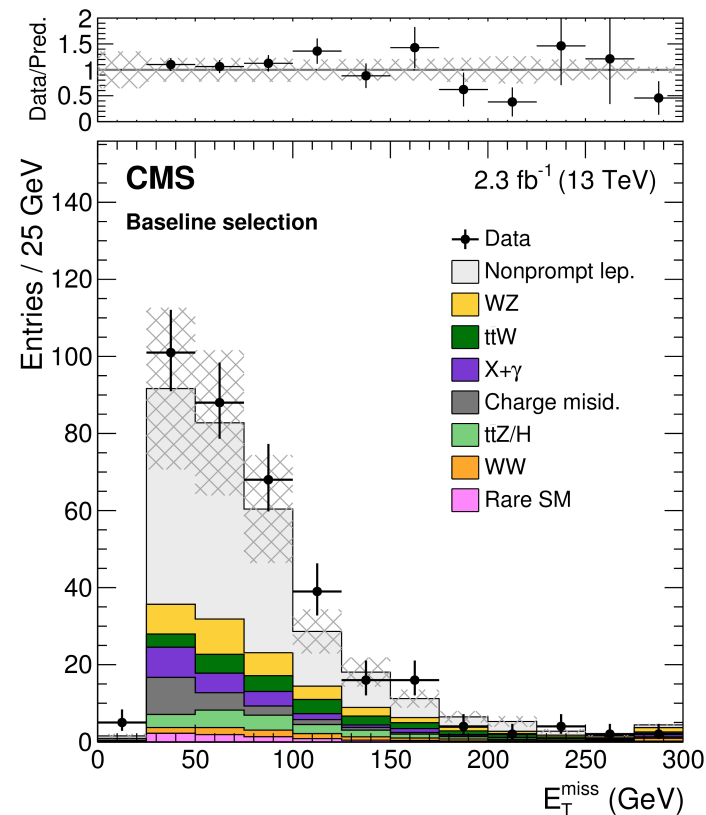 Data/Pred.
2
1.5
1
0.5
0
CMS
2.3 fb⁻¹ (13 TeV)
Baseline selection
Entries / 25 GeV
140
120
100
80
60
40
20
0
Data
Nonprompt lep.
WZ
ttW
X+γ
Charge misid.
ttZ/H
WW
Rare SM
0 50 100 150 200 250 300
E_T^miss (GeV)